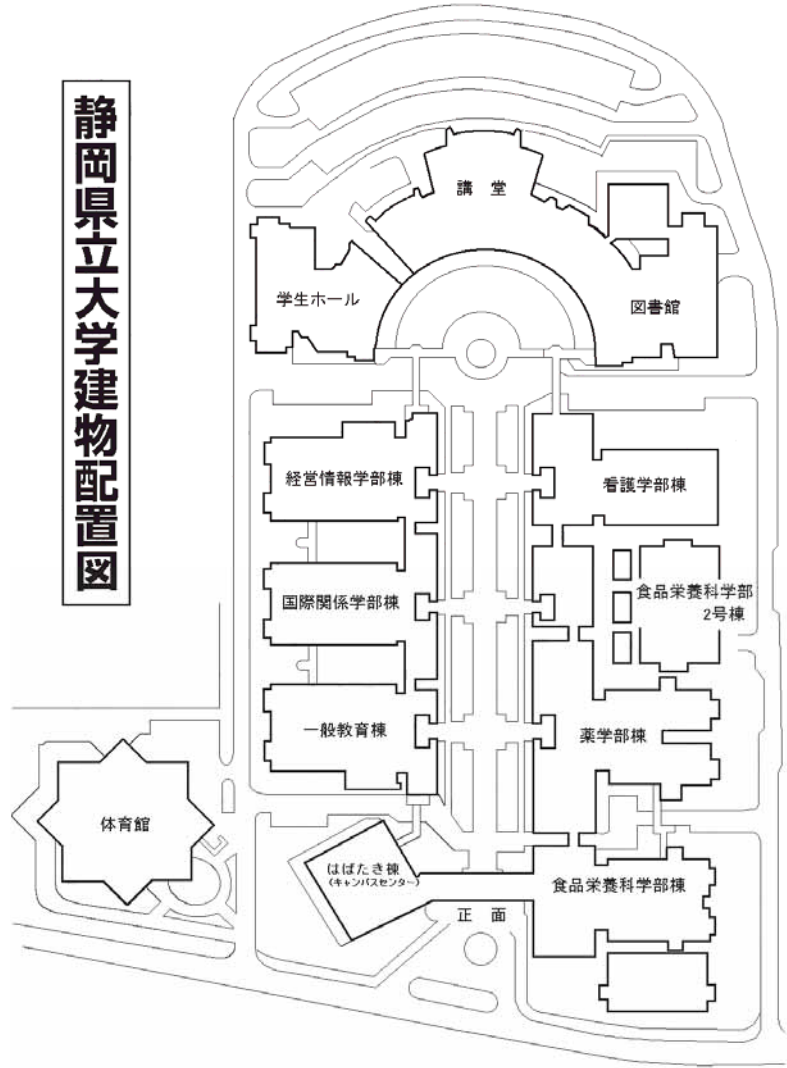 静岡県立大学建物配置図
講堂
学生ホール
図書館
経営情報学部棟
看護学部棟
国際関係学部棟
食品栄養科学部
2号棟
一般教育棟
薬学部棟
体育館
はばたき棟
(キャンパスセンター)
食品栄養科学部棟
正面